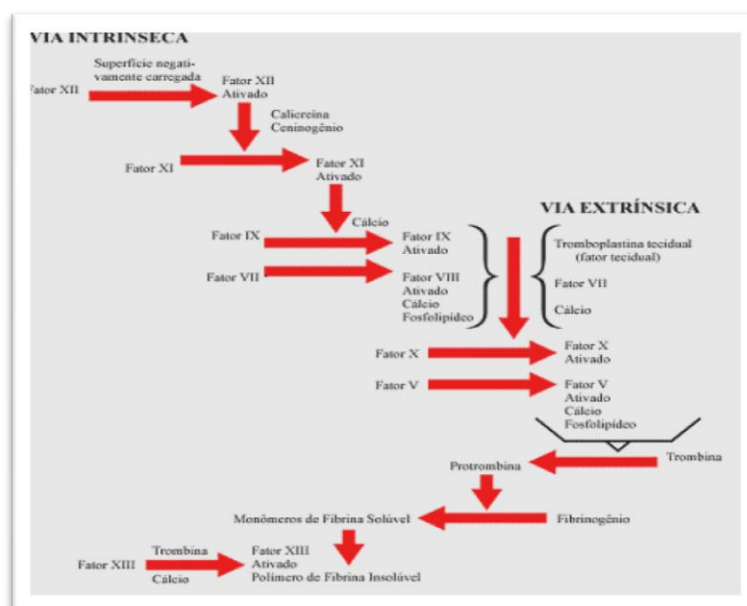 VIA INTRÍNSECA
Superfície negati-
vamente carregada
Fator XII
Fator XII
Ativado
Calicreína
Ceninogênio
Fator XI
Fator XI
Ativado
Cálcio
VIA EXTRÍNSICA
Fator IX
Fator IX
Ativado
Tromboplastina tecidual
(fator tecidual)
Fator VII
Fator VIII
Ativado
Cálcio
Fosfolipídeo
Fator VII
Cálcio
Fator X
Fator X
Ativado
Fator V
Fator V
Ativado
Cálcio
Fosfolipídeo
Protrombina
Trombina
Monômeros de Fibrina Solúvel
Fibrinogênio
Fator XIII
Trombina
Cálcio
Fator XIII
Ativado
Polímero de Fibrina Insolúvel